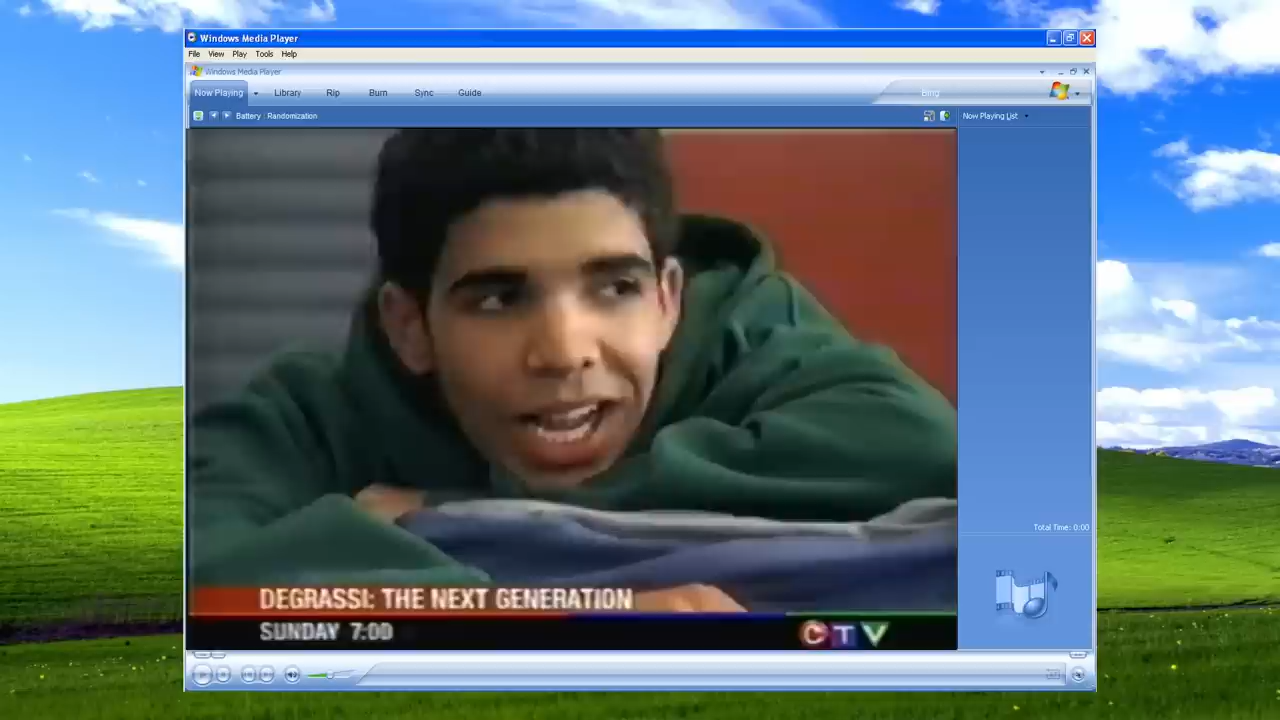 Windows Media Player
File View Play Tools Help
Windows Media Player
Now Playing Library Rip Burn Sync Guide Bing
Battery : Randomization Now Playing List
Total Time: 0:00
DEGRASSI: THE NEXT GENERATION
SUNDAY 7:00 CTV